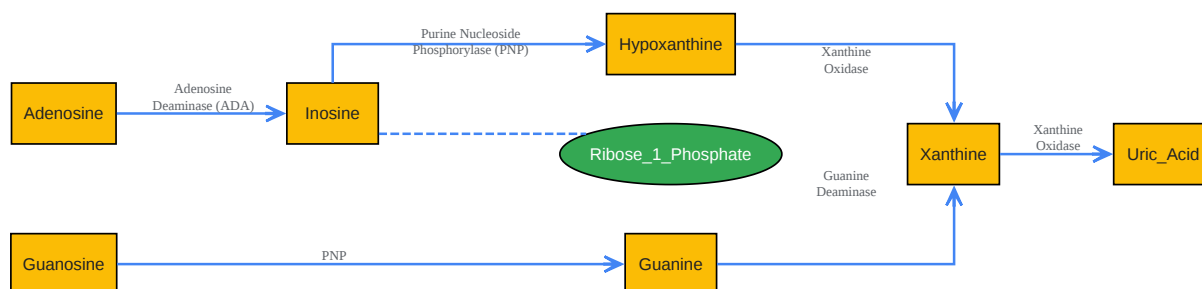 Purine Nucleoside
Phosphorylase (PNP)
Hypoxanthine
Xanthine
Oxidase
Adenosine
Adenosine
Deaminase (ADA)
Inosine
Ribose_1_Phosphate
Xanthine
Xanthine
Oxidase
Uric_Acid
Guanine
Deaminase
Guanosine
PNP
Guanine